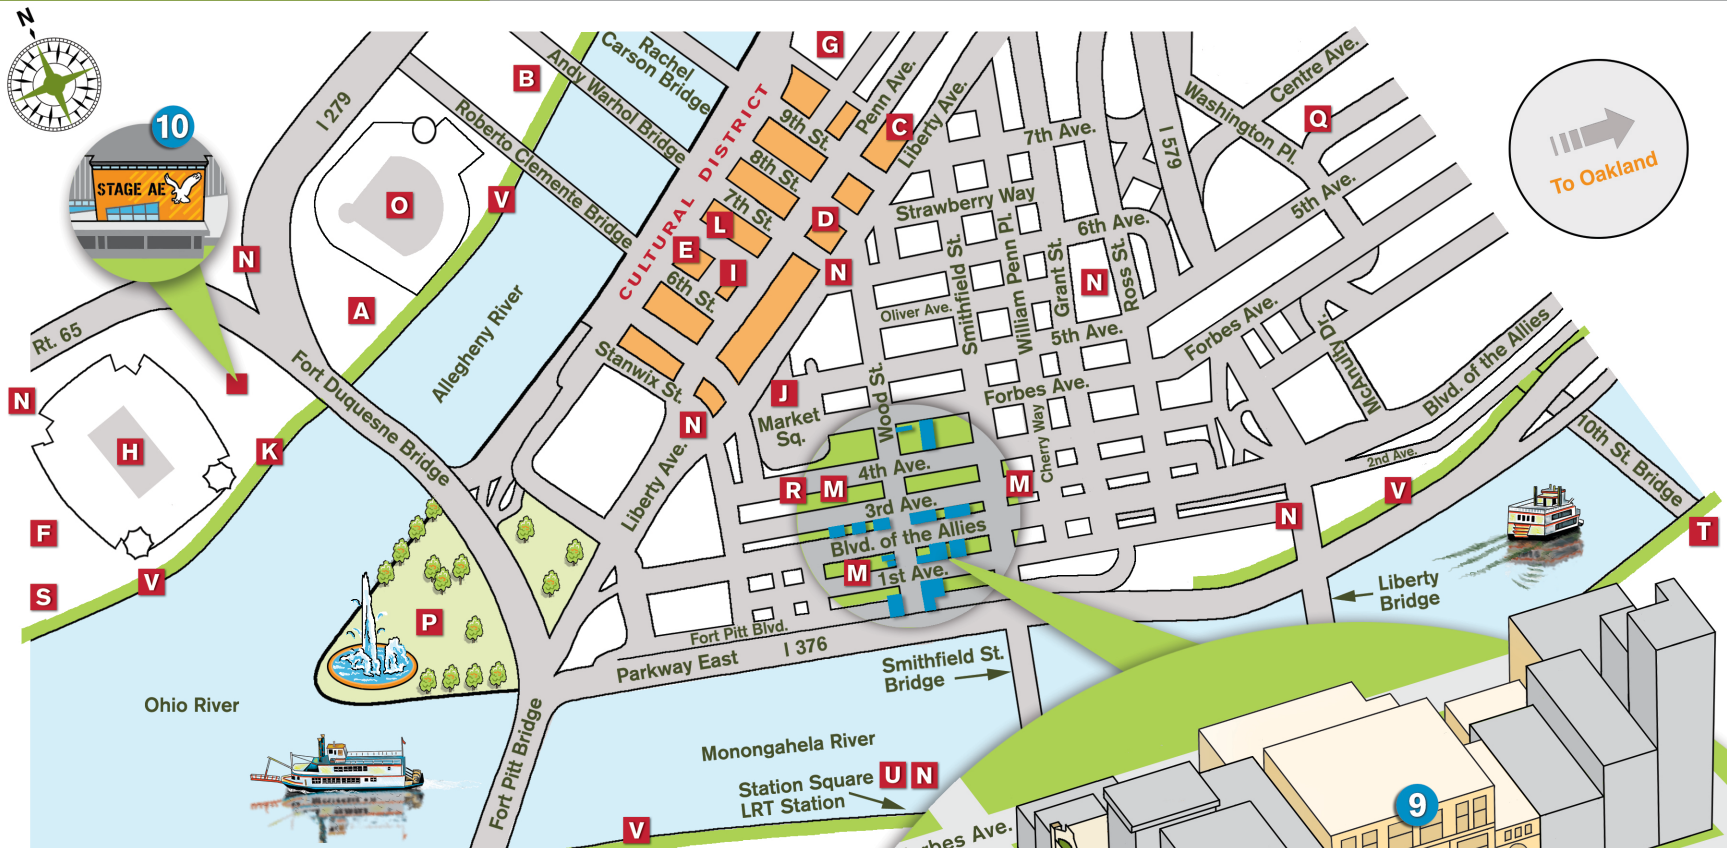 N
10
STAGE AE
I 279
B
Rachel
Carson Bridge
Andy Warhol Bridge
Roberto Clemente Bridge
CULTURAL DISTRICT
G
Penn Ave.
Liberty Ave.
C
9th St.
8th St.
7th St.
L
E
I
D
N
6th St.
Stanwix St.
N
O
V
N
A
Rt. 65
N
H
K
F
S
V
Allegheny River
Fort Duquesne Bridge
Liberty Ave.
P
Ohio River
Fort Pitt Bridge
7th Ave.
I 579
Washington Pl.
Centre Ave.
Q
To Oakland
5th Ave.
Strawberry Way
6th Ave.
Smithfield St.
William Penn Pl.
Grant St.
N
Ross St.
Oliver Ave.
5th Ave.
Forbes Ave.
McAnulty Dr.
Blvd. of the Allies
J
Market
Sq.
Wood St.
Forbes Ave.
Cherry Way
4th Ave.
R
M
M
3rd Ave.
Blvd. of the Allies
M
1st Ave.
2nd Ave.
V
N
10th St. Bridge
T
Liberty
Bridge
Fort Pitt Blvd.
Parkway East
I 376
Smithfield St.
Bridge
Monongahela River
Station Square
LRT Station
U
N
V
bes Ave.
9